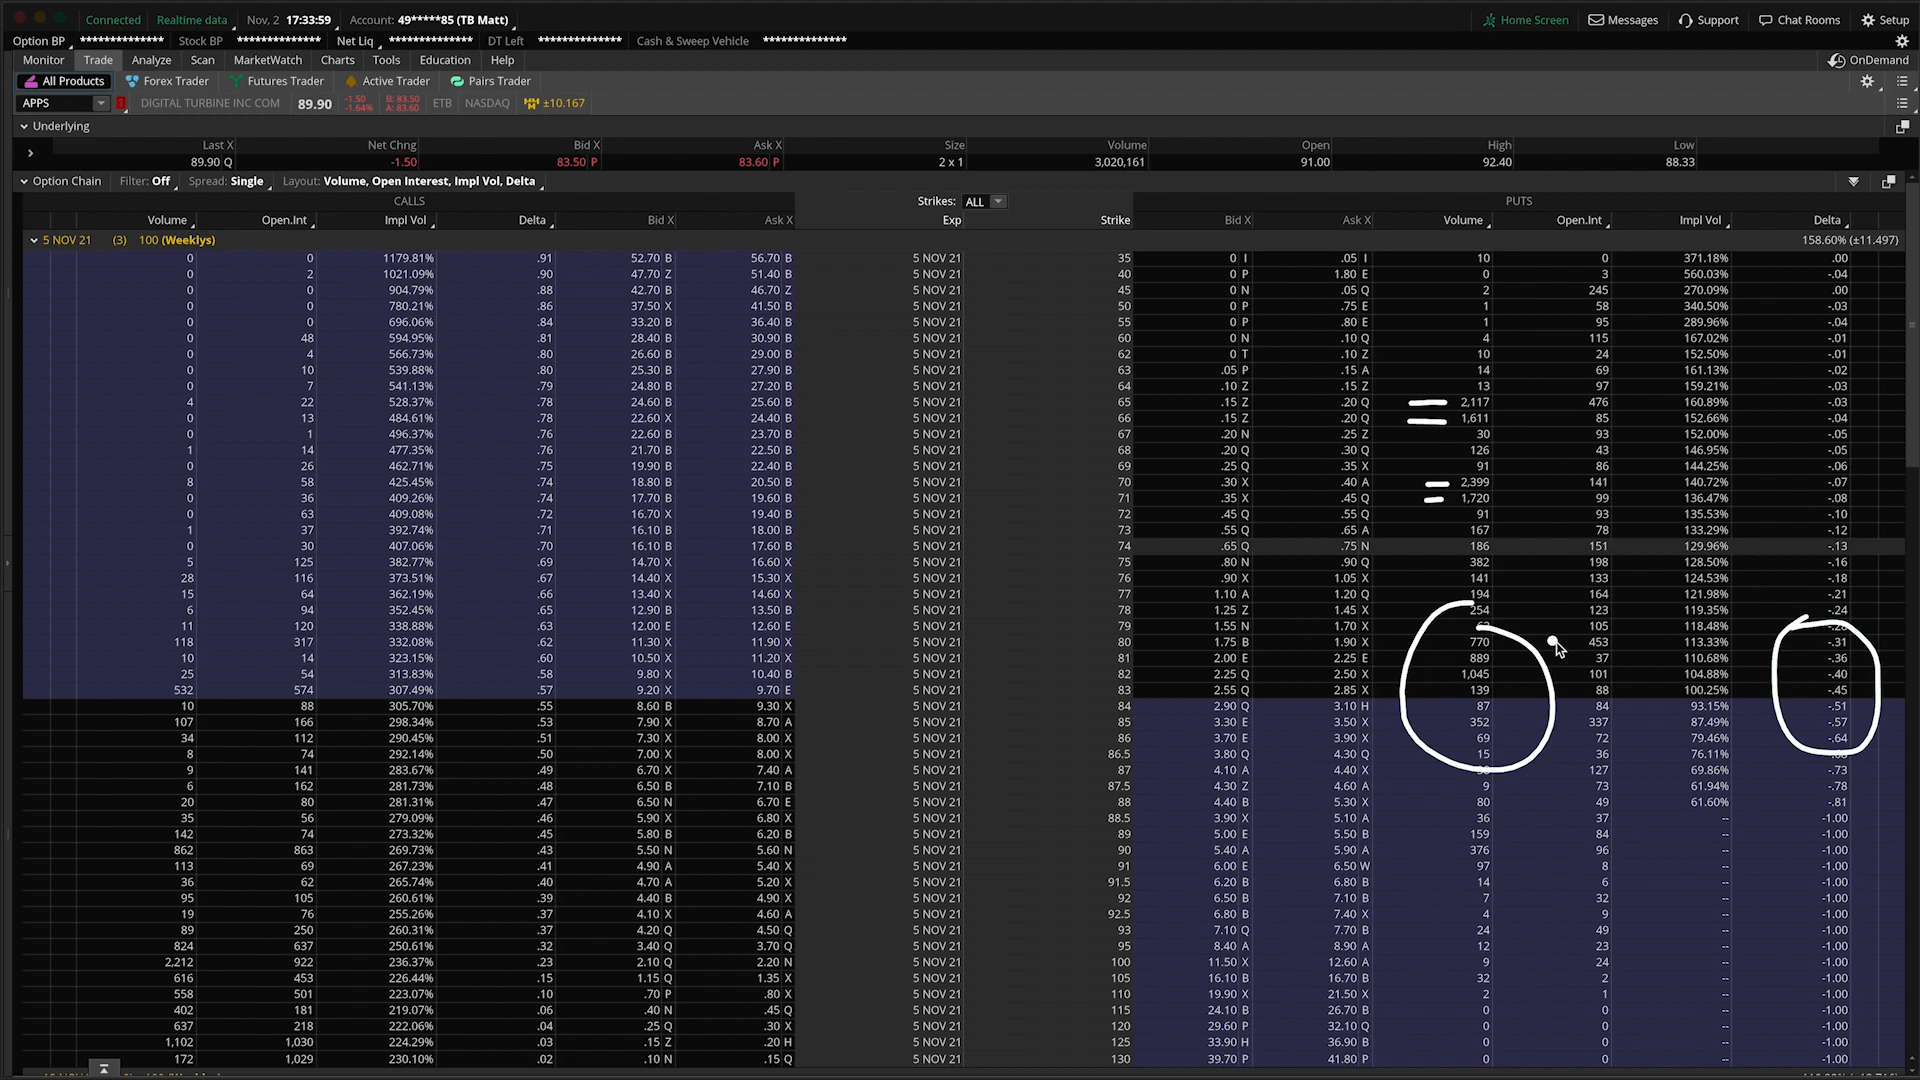 Connected Realtime data Nov, 2 17:33:59 Account: 49*****85 (TB Matt) Home Screen Messages Support Chat Rooms Setup
Option BP ************** Stock BP ************** Net Liq ************** DT Left ************** Cash & Sweep Vehicle **************
Monitor Trade Analyze Scan MarketWatch Charts Tools Education Help OnDemand
All Products Forex Trader Futures Trader Active Trader Pairs Trader
APPS 1 DIGITAL TURBINE INC COM 89.90 -1.50 -1.64% B: 83.50 A: 83.60 ETB NASDAQ ±10.167
Underlying
Last X Net Chng Bid X Ask X Size Volume Open High Low
89.90 Q -1.50 83.50 P 83.60 P 2 x 1 3,020,161 91.00 92.40 88.33
Option Chain Filter: Off Spread: Single Layout: Volume, Open Interest, Impl Vol, Delta
CALLS Strikes: ALL PUTS
Volume Open.Int Impl Vol Delta Bid X Ask X Exp Strike Bid X Ask X Volume Open.Int Impl Vol Delta
5 NOV 21 (3) 100 (Weeklys) 158.60% (±11.497)
0 0 1179.81% .91 52.70 B 56.70 B 5 NOV 21 35 0 I .05 I 10 0 371.18% .00
0 2 1021.09% .90 47.70 Z 51.40 B 5 NOV 21 40 0 P 1.80 E 0 3 560.03% -.04
0 0 904.79% .88 42.70 B 46.70 Z 5 NOV 21 45 0 N .05 Q 2 245 270.09% .00
0 0 780.21% .86 37.50 X 41.50 B 5 NOV 21 50 0 P .75 E 1 58 340.50% -.03
0 0 696.06% .84 33.20 B 36.40 B 5 NOV 21 55 0 P .80 E 1 95 289.96% -.04
0 48 594.95% .81 28.40 B 30.90 B 5 NOV 21 60 0 N .10 Q 4 115 167.02% -.01
0 4 566.73% .80 26.60 B 29.00 B 5 NOV 21 62 0 T .10 Z 10 24 152.50% -.01
0 10 539.88% .80 25.30 B 27.90 B 5 NOV 21 63 .05 P .15 A 14 69 161.13% -.02
0 7 541.13% .79 24.80 B 27.20 B 5 NOV 21 64 .10 Z .15 Z 13 97 159.21% -.03
4 22 528.37% .78 24.60 B 25.60 B 5 NOV 21 65 .15 Z .20 Q 2,117 476 160.89% -.03
0 13 484.61% .78 22.60 X 24.40 B 5 NOV 21 66 .15 Z .20 Q 1,611 85 152.66% -.04
0 1 496.37% .76 22.60 B 23.70 B 5 NOV 21 67 .20 N .25 Z 30 93 152.00% -.05
1 14 477.35% .76 21.70 B 22.50 B 5 NOV 21 68 .20 Q .30 Q 126 43 146.95% -.05
0 26 462.71% .75 19.90 B 22.40 B 5 NOV 21 69 .25 Q .35 X 91 86 144.25% -.06
8 58 425.45% .74 18.80 B 20.50 B 5 NOV 21 70 .30 X .40 A 2,399 141 140.72% -.07
0 36 409.26% .74 17.70 B 19.60 B 5 NOV 21 71 .35 X .45 Q 1,720 99 136.47% -.08
0 63 409.08% .72 16.70 X 19.40 B 5 NOV 21 72 .45 Q .55 Q 91 93 135.53% -.10
1 37 392.74% .71 16.10 B 18.00 B 5 NOV 21 73 .55 Q .65 A 167 78 133.29% -.12
0 30 407.06% .70 16.10 B 17.60 B 5 NOV 21 74 .65 Q .75 N 186 151 129.96% -.13
5 125 382.77% .69 14.70 X 16.60 X 5 NOV 21 75 .80 N .90 Q 382 198 128.50% -.16
28 116 373.51% .67 14.40 X 15.30 X 5 NOV 21 76 .90 X 1.05 X 141 133 124.53% -.18
15 64 362.19% .66 13.40 X 14.60 X 5 NOV 21 77 1.10 A 1.20 Q 194 164 121.98% -.21
6 94 352.45% .65 12.90 B 13.50 B 5 NOV 21 78 1.25 Z 1.45 X 254 123 119.35% -.24
11 120 338.88% .63 12.00 E 12.60 E 5 NOV 21 79 1.55 N 1.70 X 105 118.48%
118 317 332.08% .62 11.30 X 11.90 X 5 NOV 21 80 1.75 B 1.90 X 770 453 113.33% -.31
10 14 323.15% .60 10.50 X 11.20 X 5 NOV 21 81 2.00 E 2.25 E 889 37 110.68% -.36
25 54 313.83% .58 9.80 X 10.40 B 5 NOV 21 82 2.25 Q 2.50 X 1,045 101 104.88% -.40
532 574 307.49% .57 9.20 X 9.70 E 5 NOV 21 83 2.55 Q 2.85 X 139 88 100.25% -.45
10 88 305.70% .55 8.60 B 9.30 X 5 NOV 21 84 2.90 Q 3.10 H 87 84 93.15% -.51
107 166 298.34% .53 7.90 X 8.70 A 5 NOV 21 85 3.30 E 3.50 X 352 337 87.49% -.57
34 112 290.45% .51 7.30 X 8.00 X 5 NOV 21 86 3.70 E 3.90 X 69 72 79.46% -.64
8 74 292.14% .50 7.00 X 8.00 X 5 NOV 21 86.5 3.80 Q 4.30 Q 15 36 76.11%
9 141 283.67% .49 6.70 X 7.40 A 5 NOV 21 87 4.10 A 4.40 X 127 69.86% -.73
6 162 281.73% .48 6.50 B 7.10 B 5 NOV 21 87.5 4.30 Z 4.60 A 9 73 61.94% -.78
20 80 281.31% .47 6.50 N 6.70 E 5 NOV 21 88 4.40 B 5.30 X 80 49 61.60% -.81
35 56 279.09% .46 5.90 X 6.80 X 5 NOV 21 88.5 3.90 X 5.10 A 36 37 -- -1.00
142 74 273.32% .45 5.80 B 6.20 B 5 NOV 21 89 5.00 E 5.50 B 159 84 -- -1.00
862 863 269.73% .43 5.50 N 5.60 N 5 NOV 21 90 5.40 A 5.90 A 376 96 -- -1.00
113 69 267.23% .41 4.90 A 5.40 X 5 NOV 21 91 6.00 E 6.50 W 97 8 -- -1.00
36 62 265.74% .40 4.70 A 5.20 X 5 NOV 21 91.5 6.20 B 6.80 B 14 6 -- -1.00
95 105 260.61% .39 4.40 B 4.90 X 5 NOV 21 92 6.50 B 7.10 B 7 32 -- -1.00
19 76 255.26% .37 4.10 X 4.60 A 5 NOV 21 92.5 6.80 B 7.40 X 4 9 -- -1.00
89 250 260.31% .37 4.20 Q 4.50 Q 5 NOV 21 93 7.10 Q 7.70 B 24 49 -- -1.00
824 637 250.61% .32 3.40 Q 3.70 Q 5 NOV 21 95 8.40 A 8.90 A 12 23 -- -1.00
2,212 922 236.37% .23 2.10 Q 2.20 N 5 NOV 21 100 11.50 X 12.60 A 9 24 -- -1.00
616 453 226.44% .15 1.15 Q 1.35 X 5 NOV 21 105 16.10 B 16.70 B 32 2 -- -1.00
558 501 223.07% .10 .70 P .80 X 5 NOV 21 110 19.90 X 21.50 X 2 1 -- -1.00
402 181 219.07% .06 .40 N .45 Q 5 NOV 21 115 24.10 B 26.70 B 0 0 -- -1.00
637 218 222.06% .04 .25 Q .30 X 5 NOV 21 120 29.60 P 32.10 Q 0 0 -- -1.00
1,102 1,030 224.29% .03 .15 Z .20 H 5 NOV 21 125 33.90 H 36.90 B 0 0 -- -1.00
172 1,029 230.10% .02 .10 N .15 Q 5 NOV 21 130 39.70 P 41.80 P 0 0 -- -1.00